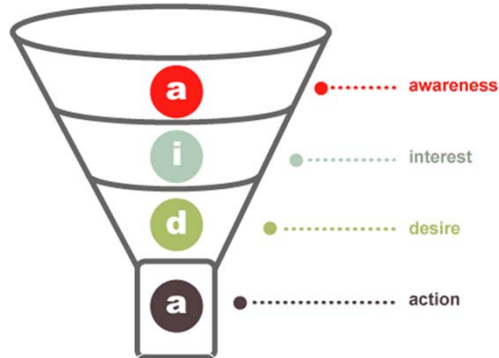 a awareness
i interest
d desire
a action